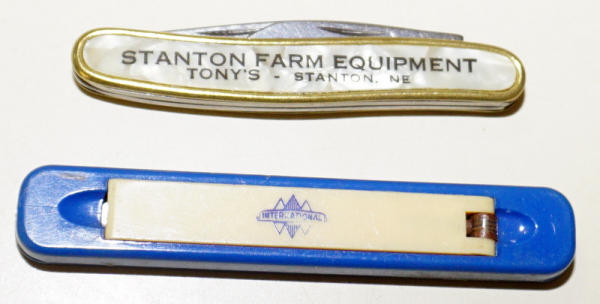 STANTON FARM EQUIPMENT
TONY'S - STANTON, NE
INTERNATIONAL